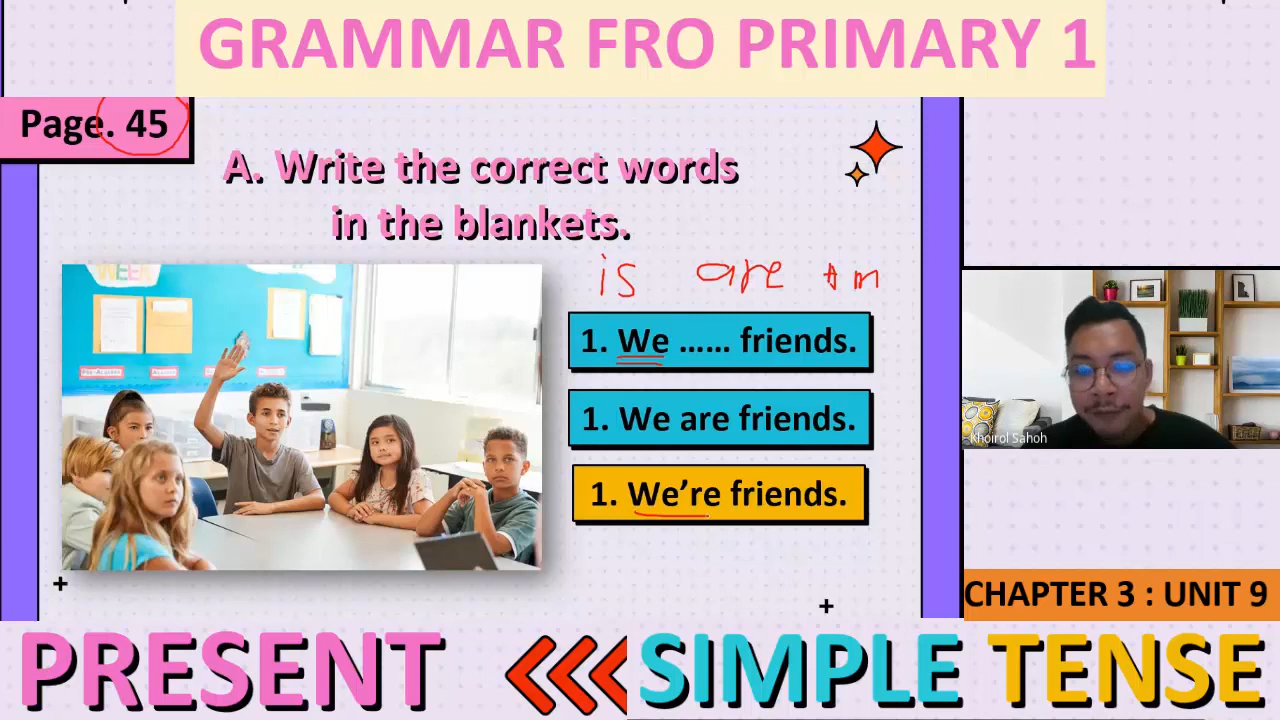 GRAMMAR FRO PRIMARY 1
Page. 45
A. Write the correct words
in the blankets.
is are am
1. We ...... friends.
1. We are friends.
1. We’re friends.
WEEK
Khoirol Sahoh
CHAPTER 3 : UNIT 9
PRESENT
SIMPLE TENSE